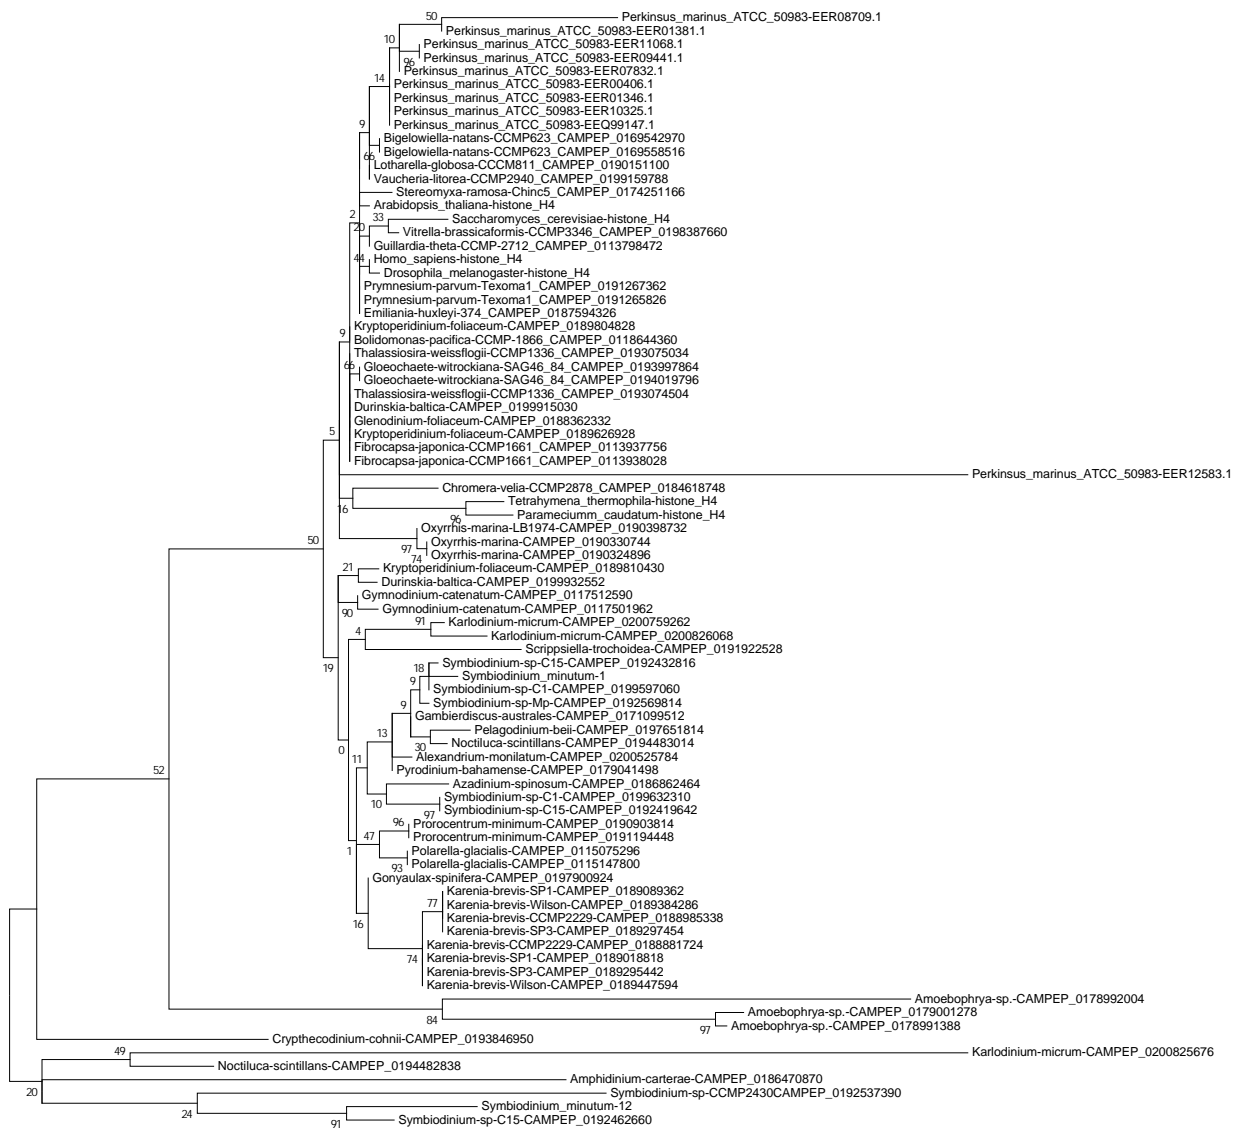 50 Perkinsus_marinus_ATCC_50983-EER08709.1
Perkinsus_marinus_ATCC_50983-EER01381.1
10 Perkinsus_marinus_ATCC_50983-EER11068.1
96 Perkinsus_marinus_ATCC_50983-EER09441.1
Perkinsus_marinus_ATCC_50983-EER07832.1
14 Perkinsus_marinus_ATCC_50983-EER00406.1
Perkinsus_marinus_ATCC_50983-EER01346.1
Perkinsus_marinus_ATCC_50983-EER10325.1
9 Perkinsus_marinus_ATCC_50983-EEQ99147.1
Bigelowiella-natans-CCMP623_CAMPEP_0169542970
66 Bigelowiella-natans-CCMP623_CAMPEP_0169558516
Lotharella-globosa-CCCM811_CAMPEP_0190151100
Vaucheria-litorea-CCMP2940_CAMPEP_0199159788
Stereomyxa-ramosa-Chinc5_CAMPEP_0174251166
Arabidopsis_thaliana-histone_H4
2 33 Saccharomyces_cerevisiae-histone_H4
20 Vitrella-brassicaformis-CCMP3346_CAMPEP_0198387660
Guillardia-theta-CCMP-2712_CAMPEP_0113798472
44 Homo_sapiens-histone_H4
Drosophila_melanogaster-histone_H4
Prymnesium-parvum-Texoma1_CAMPEP_0191267362
Prymnesium-parvum-Texoma1_CAMPEP_0191265826
Emiliania-huxleyi-374_CAMPEP_0187594326
9 Kryptoperidinium-foliaceum-CAMPEP_0189804828
Bolidomonas-pacifica-CCMP-1866_CAMPEP_0118644360
Thalassiosira-weissflogii-CCMP1336_CAMPEP_0193075034
66 Gloeochaete-witrockiana-SAG46_84_CAMPEP_0193997864
Gloeochaete-witrockiana-SAG46_84_CAMPEP_0194019796
Thalassiosira-weissflogii-CCMP1336_CAMPEP_0193074504
Durinskia-baltica-CAMPEP_0199915030
Glenodinium-foliaceum-CAMPEP_0188362332
5 Kryptoperidinium-foliaceum-CAMPEP_0189626928
Fibrocapsa-japonica-CCMP1661_CAMPEP_0113937756
Fibrocapsa-japonica-CCMP1661_CAMPEP_0113938028
Perkinsus_marinus_ATCC_50983-EER12583.1
Chromera-velia-CCMP2878_CAMPEP_0184618748
16 Tetrahymena_thermophila-histone_H4
96 Parameciumm_caudatum-histone_H4
Oxyrrhis-marina-LB1974-CAMPEP_0190398732
50 97 Oxyrrhis-marina-CAMPEP_0190330744
74 Oxyrrhis-marina-CAMPEP_0190324896
21 Kryptoperidinium-foliaceum-CAMPEP_0189810430
Durinskia-baltica-CAMPEP_0199932552
Gymnodinium-catenatum-CAMPEP_0117512590
90 Gymnodinium-catenatum-CAMPEP_0117501962
91 Karlodinium-micrum-CAMPEP_0200759262
4 Karlodinium-micrum-CAMPEP_0200826068
Scrippsiella-trochoidea-CAMPEP_0191922528
19 18 Symbiodinium-sp-C15-CAMPEP_0192432816
9 Symbiodinium_minutum-1
Symbiodinium-sp-C1-CAMPEP_0199597060
9 Symbiodinium-sp-Mp-CAMPEP_0192569814
Gambierdiscus-australes-CAMPEP_0171099512
13 Pelagodinium-beii-CAMPEP_0197651814
0 30 Noctiluca-scintillans-CAMPEP_0194483014
11 Alexandrium-monilatum-CAMPEP_0200525784
52 Pyrodinium-bahamense-CAMPEP_0179041498
Azadinium-spinosum-CAMPEP_0186862464
10 Symbiodinium-sp-C1-CAMPEP_0199632310
97 Symbiodinium-sp-C15-CAMPEP_0192419642
96 Prorocentrum-minimum-CAMPEP_0190903814
47 Prorocentrum-minimum-CAMPEP_0191194448
1 Polarella-glacialis-CAMPEP_0115075296
93 Polarella-glacialis-CAMPEP_0115147800
Gonyaulax-spinifera-CAMPEP_0197900924
Karenia-brevis-SP1-CAMPEP_0189089362
77 Karenia-brevis-Wilson-CAMPEP_0189384286
16 Karenia-brevis-CCMP2229-CAMPEP_0188985338
Karenia-brevis-SP3-CAMPEP_0189297454
Karenia-brevis-CCMP2229-CAMPEP_0188881724
74 Karenia-brevis-SP1-CAMPEP_0189018818
Karenia-brevis-SP3-CAMPEP_0189295442
Karenia-brevis-Wilson-CAMPEP_0189447594
Amoebophrya-sp.-CAMPEP_0178992004
84 Amoebophrya-sp.-CAMPEP_0179001278
97 Amoebophrya-sp.-CAMPEP_0178991388
Crypthecodinium-cohnii-CAMPEP_0193846950
49 Karlodinium-micrum-CAMPEP_0200825676
Noctiluca-scintillans-CAMPEP_0194482838
Amphidinium-carterae-CAMPEP_0186470870
20 Symbiodinium-sp-CCMP2430CAMPEP_0192537390
24 Symbiodinium_minutum-12
91 Symbiodinium-sp-C15-CAMPEP_0192462660